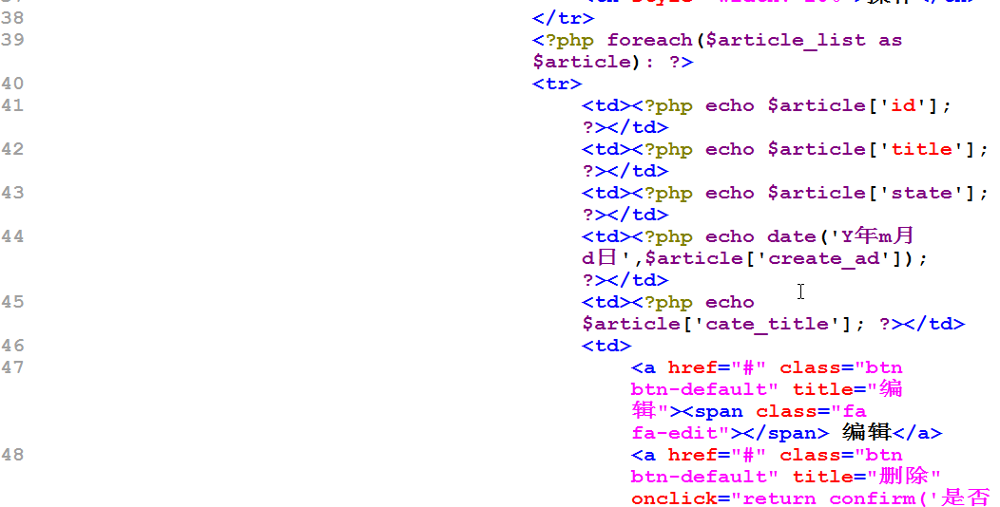 38 </tr>
39 <?php foreach($article_list as
$article): ?>
40 <tr>
41 <td><?php echo $article['id'];
?></td>
42 <td><?php echo $article['title'];
?></td>
43 <td><?php echo $article['state'];
?></td>
44 <td><?php echo date('Y年m月
d日',$article['create_ad']);
?></td>
45 <td><?php echo
$article['cate_title']; ?></td>
46 <td>
47 <a href="#" class="btn
btn-default" title="编
辑"><span class="fa
fa-edit"></span> 编辑</a>
48 <a href="#" class="btn
btn-default" title="删除"
onclick="return confirm('是否